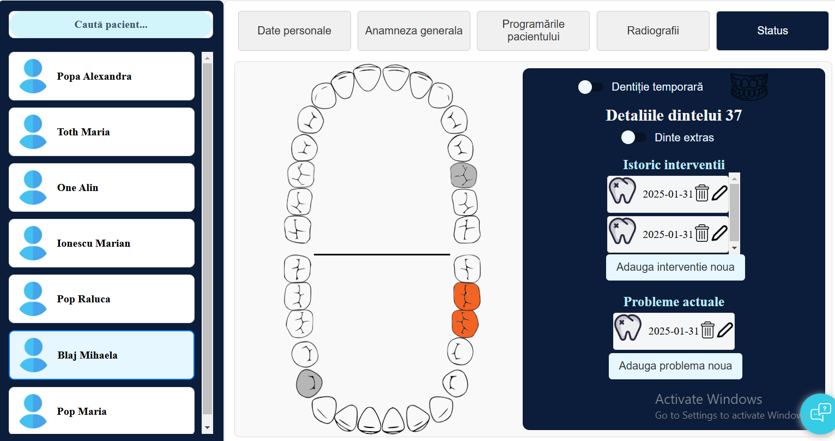 Caută pacient...
Popa Alexandra
Toth Maria
One Alin
Ionescu Marian
Pop Raluca
Blaj Mihaela
Pop Maria
Date personale
Anamneza generala
Programările
pacientului
Radiografii
Status
Dentiție temporară
Detaliile dintelui 37
Dinte extras
Istoric interventii
2025-01-31
2025-01-31
Adauga interventie noua
Probleme actuale
2025-01-31
Adauga problema noua
Activate Windows
Go to Settings to activate Windows